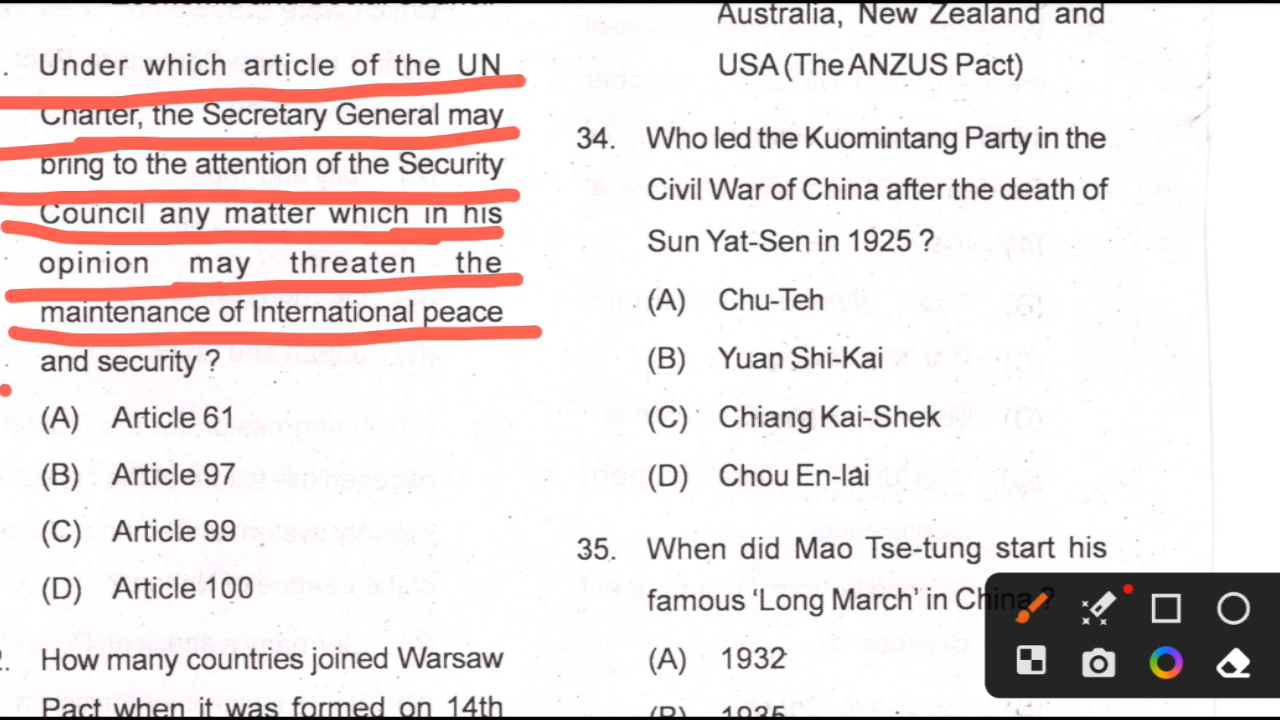 Under which article of the UN
Charter, the Secretary General may
bring to the attention of the Security
Council any matter which in his
opinion may threaten the
maintenance of International peace
and security ?
(A) Article 61
(B) Article 97
(C) Article 99
(D) Article 100
How many countries joined Warsaw
Pact when it was formed on 14th
Australia, New Zealand and
USA (The ANZUS Pact)
34. Who led the Kuomintang Party in the
Civil War of China after the death of
Sun Yat-Sen in 1925 ?
(A) Chu-Teh
(B) Yuan Shi-Kai
(C) Chiang Kai-Shek
(D) Chou En-lai
35. When did Mao Tse-tung start his
famous ‘Long March’ in China ?
(A) 1932
(B) 1935